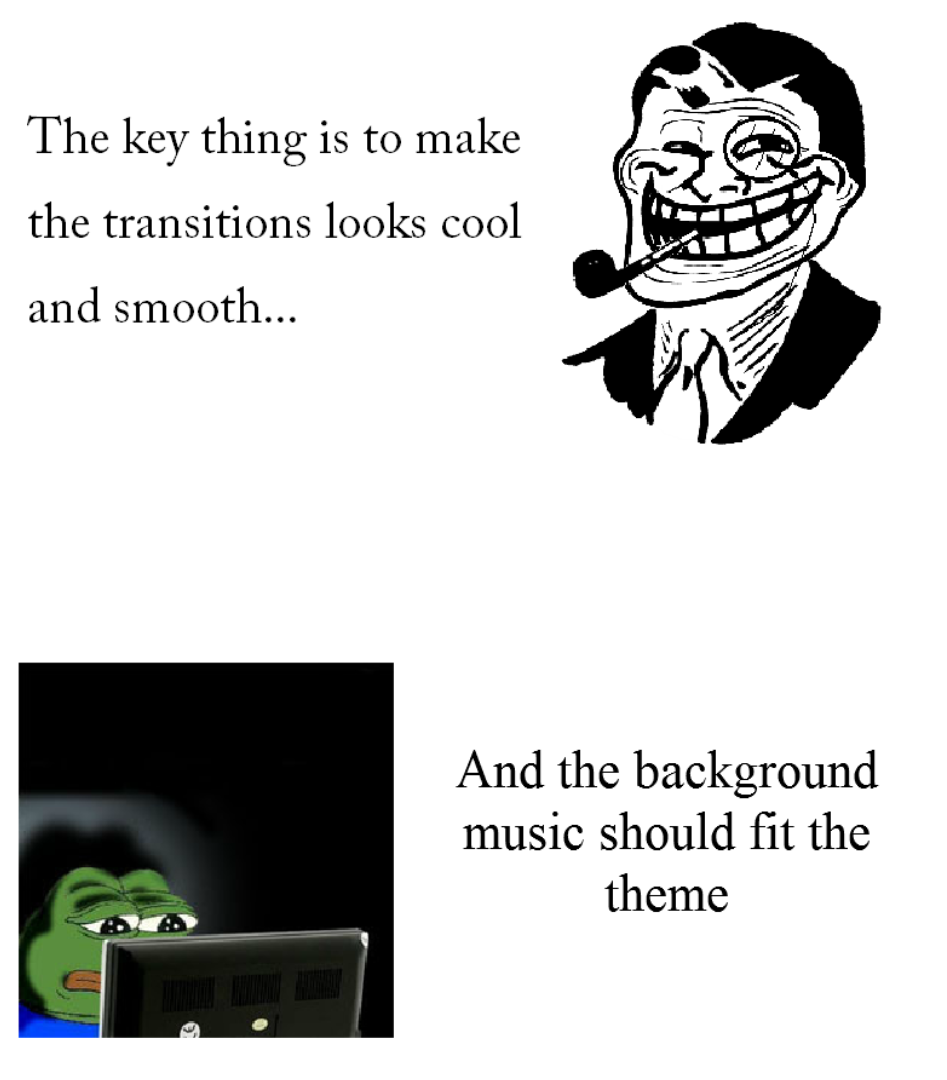 The key thing is to make
the transitions looks cool
and smooth...
And the background
music should fit the
theme